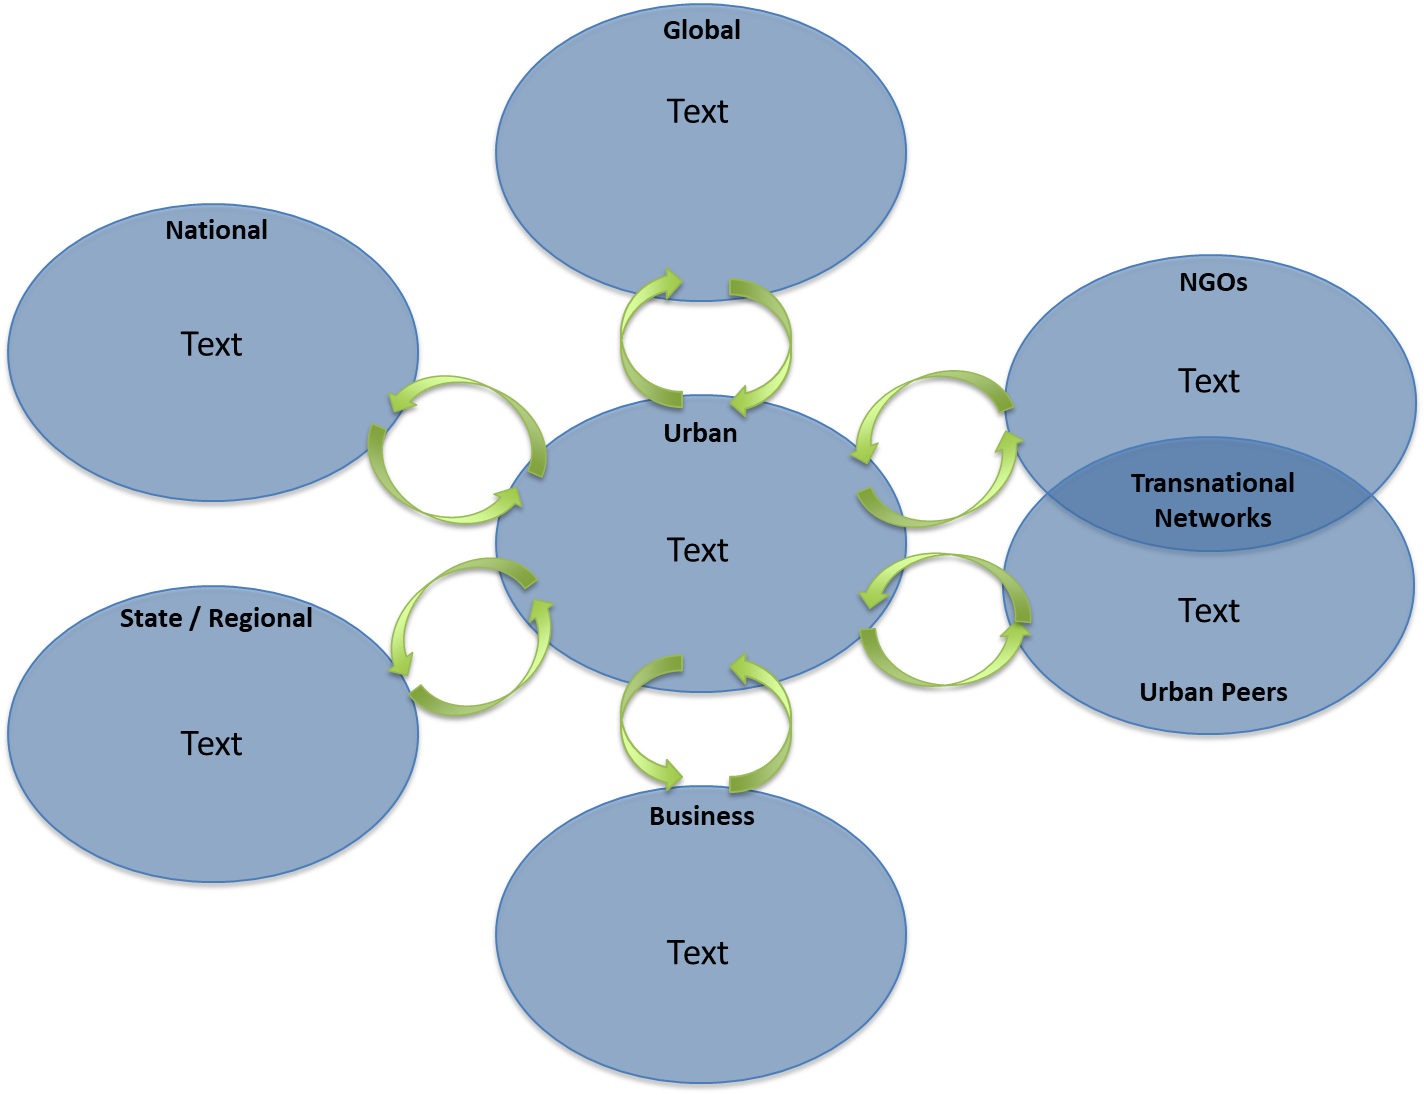 Global
Text
National
Text
NGOs
Text
Transnational
Networks
Text
Urban Peers
Urban
Text
State / Regional
Text
Business
Text